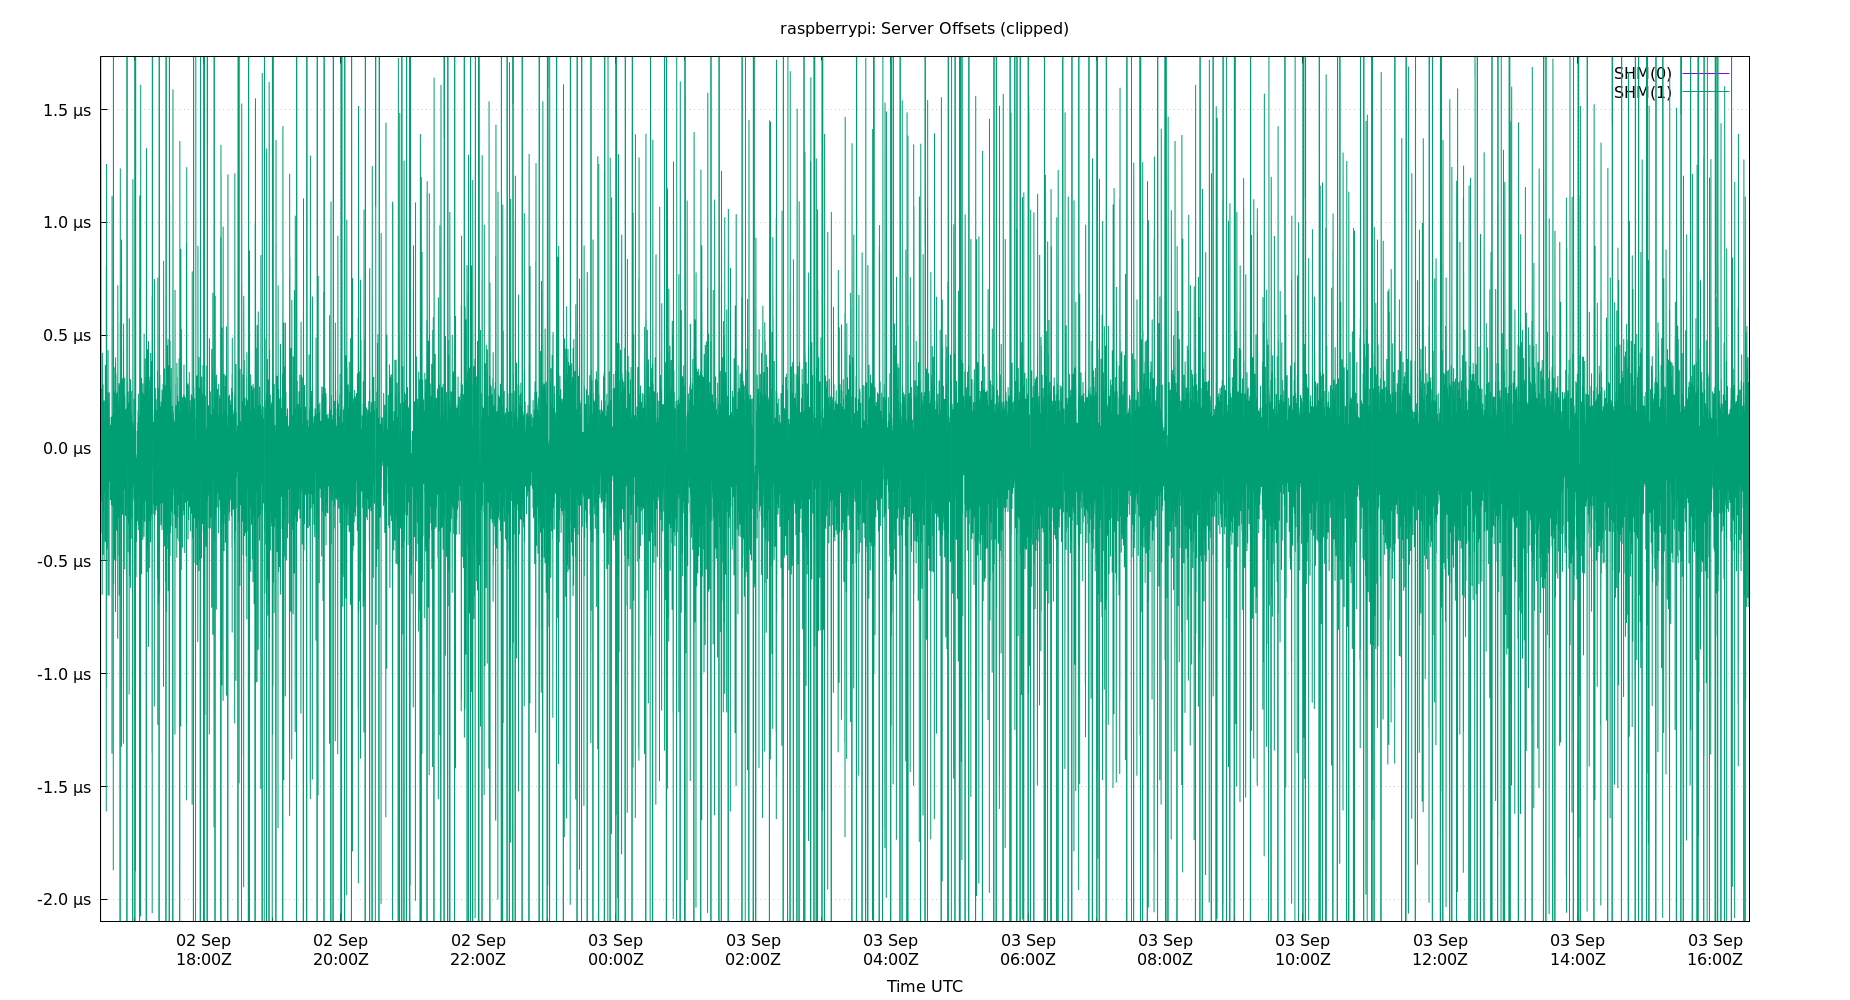 raspberrypi: Server Offsets (clipped)
SHM(0)
SHM(1)
1.5 µs
1.0 µs
0.5 µs
0.0 µs
-0.5 µs
-1.0 µs
-1.5 µs
-2.0 µs
02 Sep 02 Sep 02 Sep 03 Sep 03 Sep 03 Sep 03 Sep 03 Sep 03 Sep 03 Sep 03 Sep 03 Sep
18:00Z 20:00Z 22:00Z 00:00Z 02:00Z 04:00Z 06:00Z 08:00Z 10:00Z 12:00Z 14:00Z 16:00Z
Time UTC